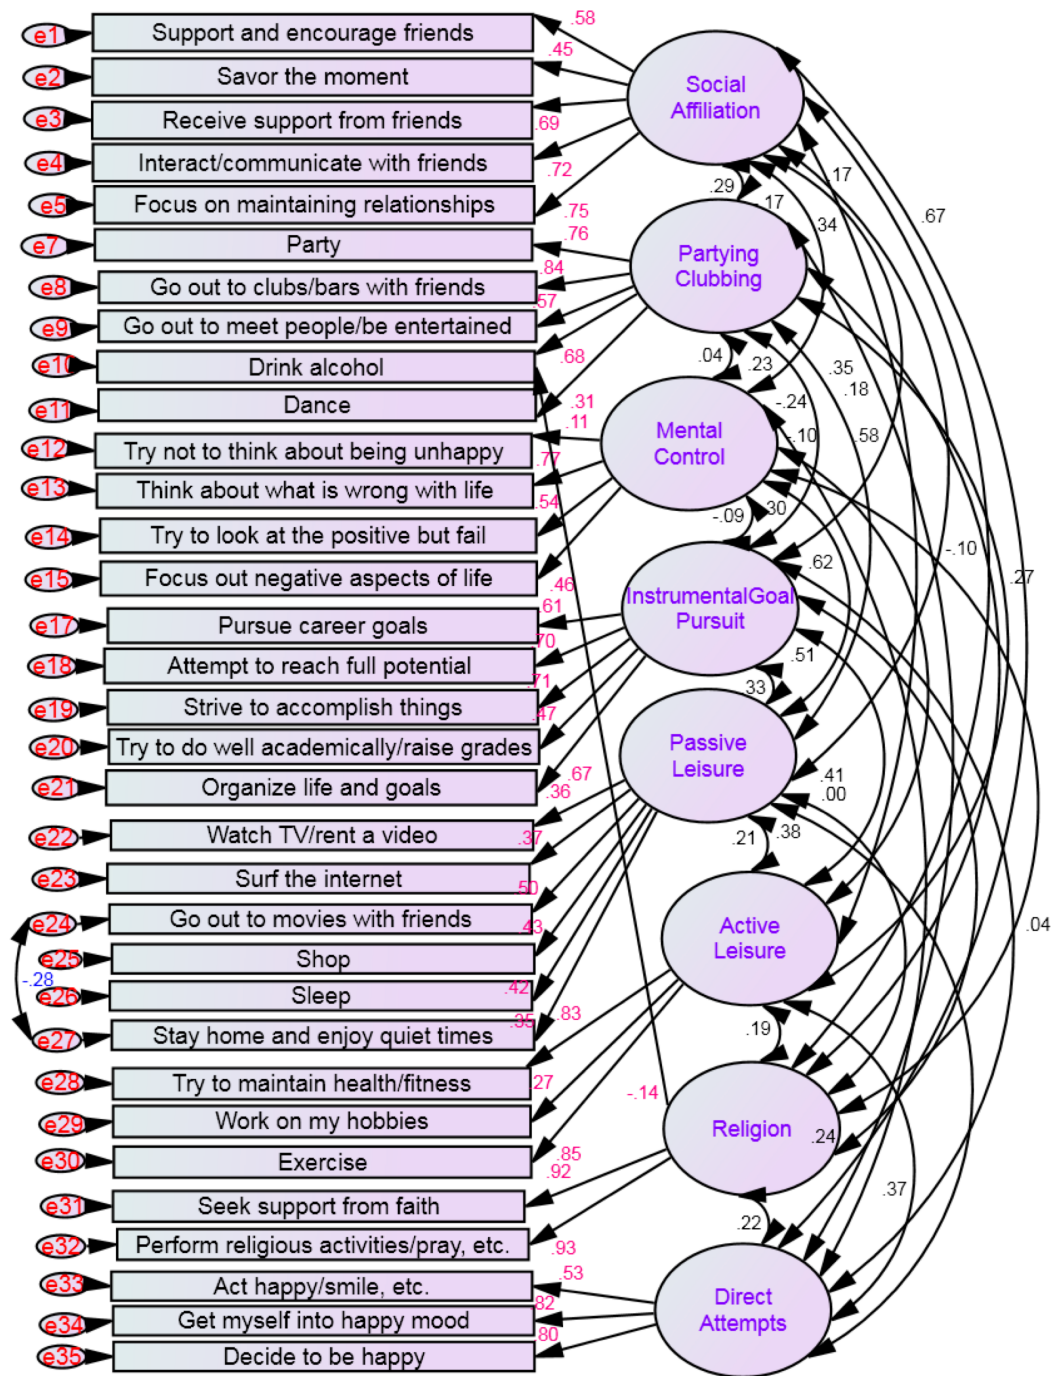 e1 Support and encourage friends .58
e2 Savor the moment .45
e3 Receive support from friends .69
e4 Interact/communicate with friends .72
e5 Focus on maintaining relationships .75
Social
Affiliation
e7 Party .76
e8 Go out to clubs/bars with friends .84
e9 Go out to meet people/be entertained .57
e10 Drink alcohol .68
e11 Dance .31
Partying
Clubbing
e12 Try not to think about being unhappy .11
e13 Think about what is wrong with life .77
e14 Try to look at the positive but fail .54
e15 Focus out negative aspects of life .46
Mental
Control
e17 Pursue career goals .61
e18 Attempt to reach full potential .70
e19 Strive to accomplish things .71
e20 Try to do well academically/raise grades .47
e21 Organize life and goals .67
InstrumentalGoal
Pursuit
e22 Watch TV/rent a video .36
e23 Surf the internet .37
e24 Go out to movies with friends .50
e25 Shop .43
e26 Sleep .42
e27 Stay home and enjoy quiet times .35
-.28
Passive
Leisure
e28 Try to maintain health/fitness .83
e29 Work on my hobbies .27
e30 Exercise .85
Active
Leisure
e31 Seek support from faith .92
e32 Perform religious activities/pray, etc. .93
-.14
Religion
e33 Act happy/smile, etc. .53
e34 Get myself into happy mood .82
e35 Decide to be happy .80
Direct
Attempts
.29
.17
.17
.34
.67
.04
.23
.35
.18
-.24
-.10
.58
-.09
.30
.62
-.10
.27
.51
.33
.41
.00
.21
.38
.04
.19
.24
.37
.22